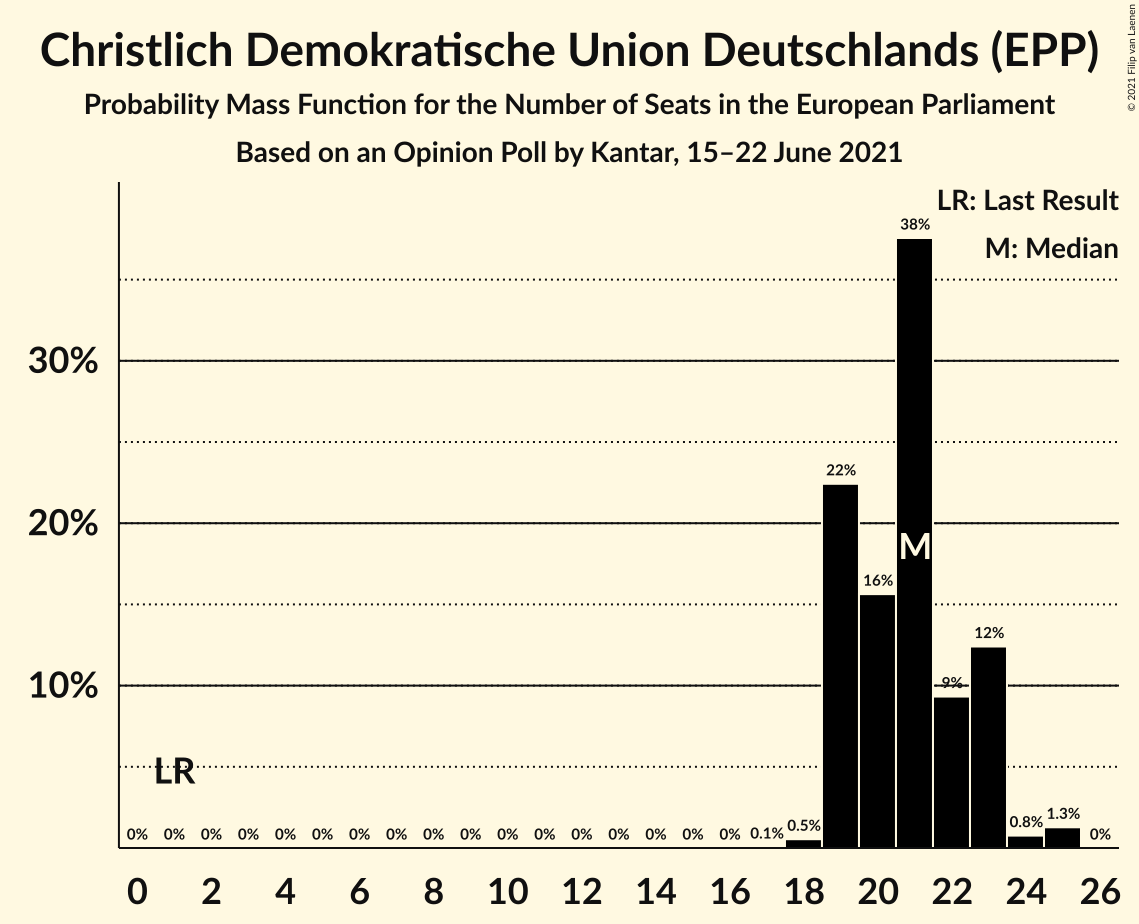 Christlich Demokratische Union Deutschlands (EPP)
Probability Mass Function for the Number of Seats in the European Parliament
Based on an Opinion Poll by Kantar, 15–22 June 2021
© 2021 Filip van Laenen
LR: Last Result
M: Median
38%
30%
22%
20%
M
16%
12%
10%
9%
LR
0% 0% 0% 0% 0% 0% 0% 0% 0% 0% 0% 0% 0% 0% 0% 0% 0% 0.1% 0.5% 0.8% 1.3% 0%
0 2 4 6 8 10 12 14 16 18 20 22 24 26